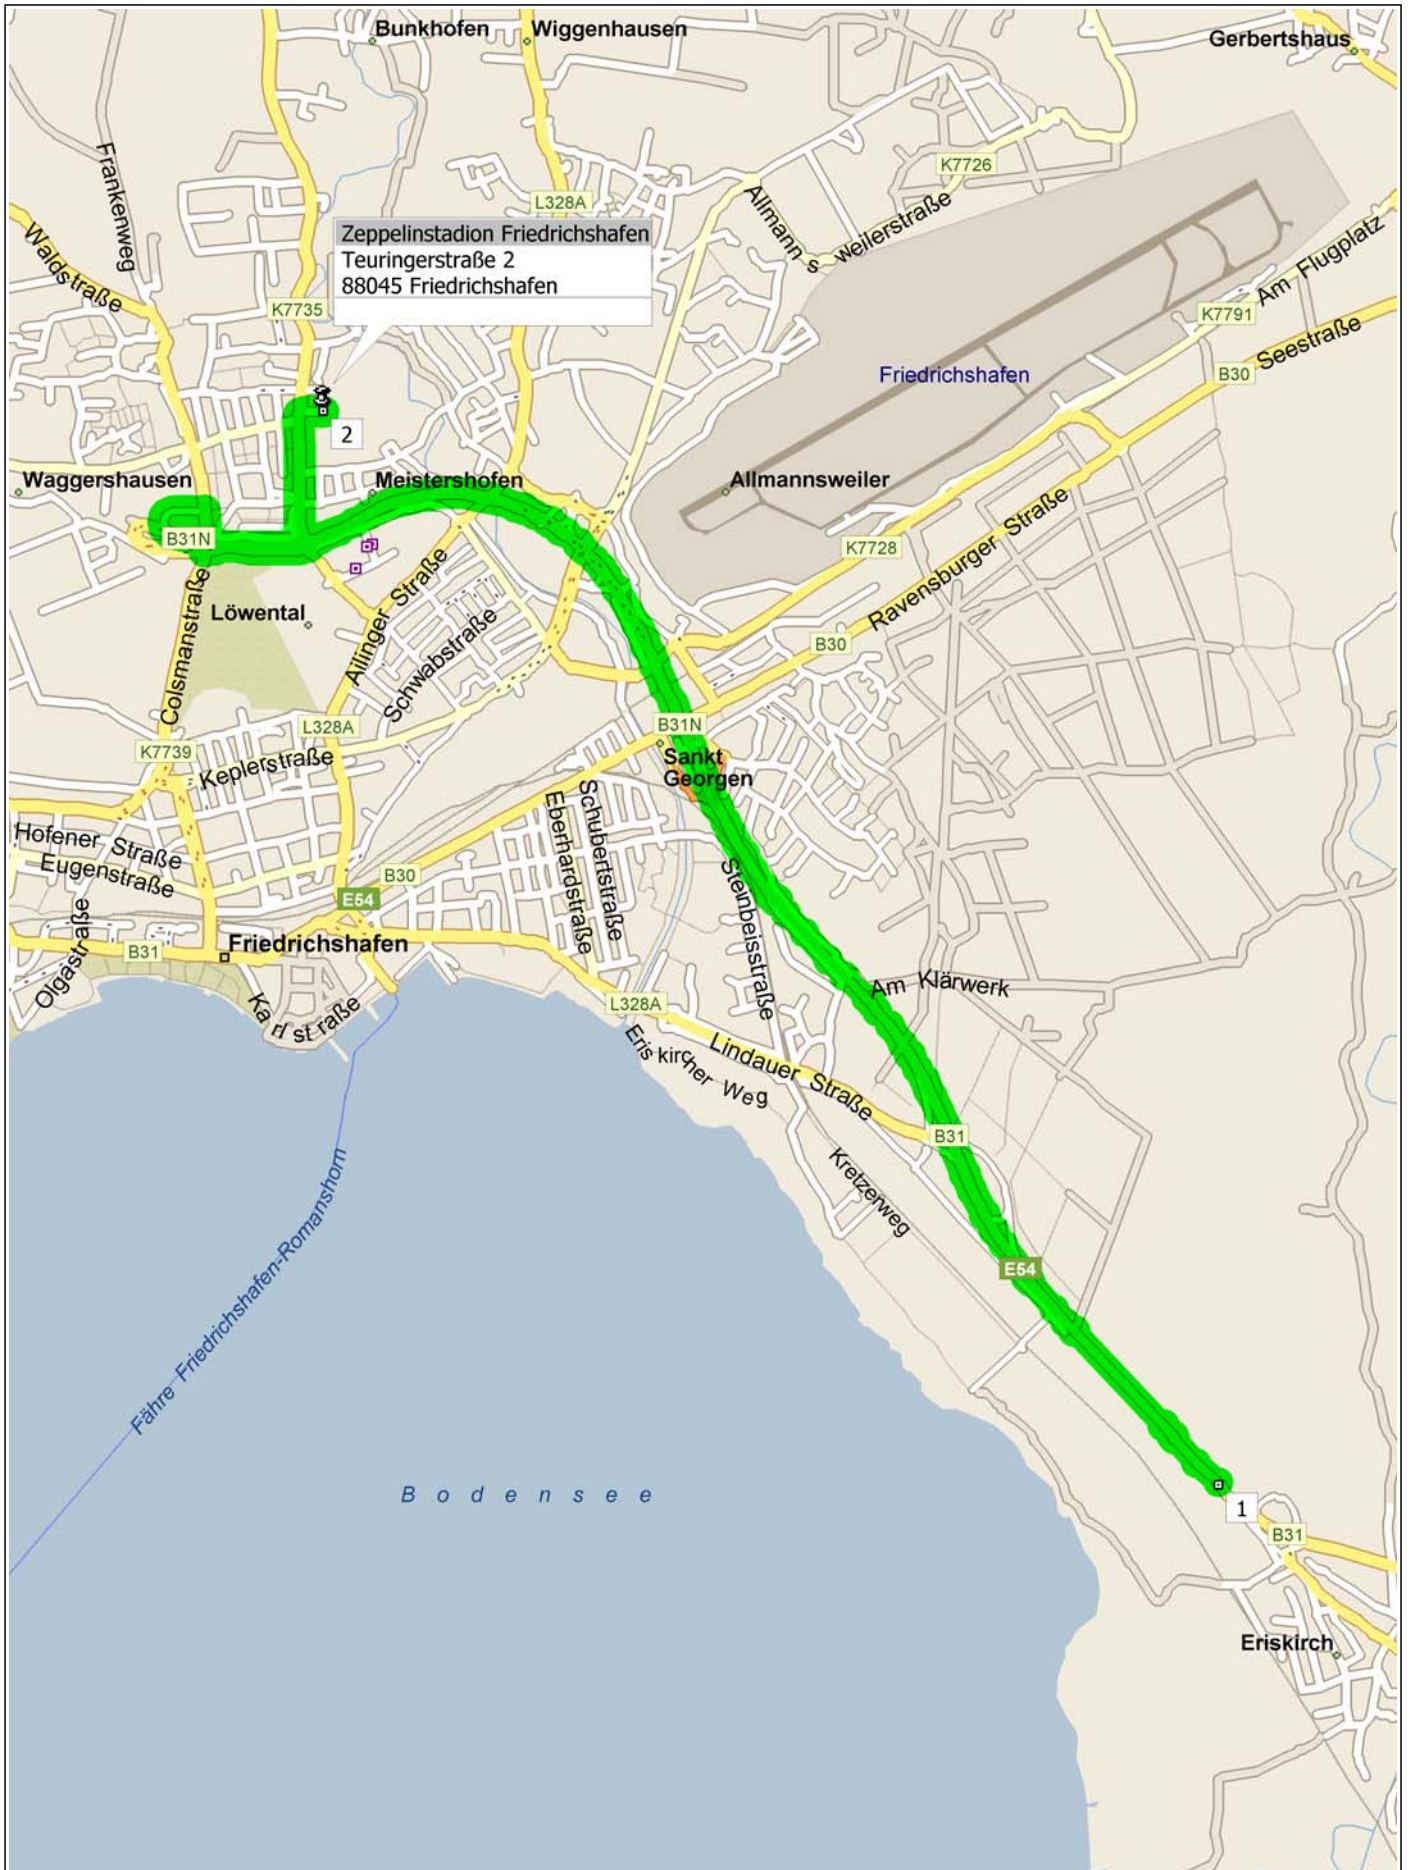 Bunkhofen
Wiggenhausen
Gerbertshaus
Frankenweg
K7726
L328A
Allmannsweilerstraße
Waldstraße
Zeppelinstadion Friedrichshafen
Teuringerstraße 2
88045 Friedrichshafen
Am Flugplatz
K7735
K7791
Seestraße
Friedrichshafen
B30
2
Waggershausen
Meistershofen
Allmannsweiler
B31N
K7728
Ravensburger Straße
Colsmanstraße
Löwental
Ailinger Straße
Schwabstraße
B30
L328A
B31N
K7739
Keplerstraße
Sankt
Georgen
Hofener Straße
Eugenstraße
Eberhardstraße
Schubertstraße
Steinbeisstraße
B30
E54
Olgastraße
B31
Friedrichshafen
Karlstraße
Am Klärwerk
L328A
Eriskircher Weg
Lindauer Straße
B31
Kretzerweg
Fähre Friedrichshafen-Romanshorn
E54
Bodensee
1
B31
Eriskirch